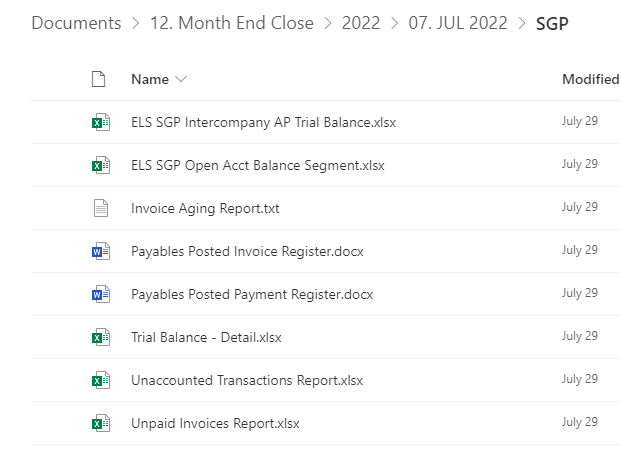 Documents > 12. Month End Close > 2022 > 07. JUL 2022 > SGP
Name Modified
ELS SGP Intercompany AP Trial Balance.xlsx July 29
ELS SGP Open Acct Balance Segment.xlsx July 29
Invoice Aging Report.txt July 29
Payables Posted Invoice Register.docx July 29
Payables Posted Payment Register.docx July 29
Trial Balance - Detail.xlsx July 29
Unaccounted Transactions Report.xlsx July 29
Unpaid Invoices Report.xlsx July 29